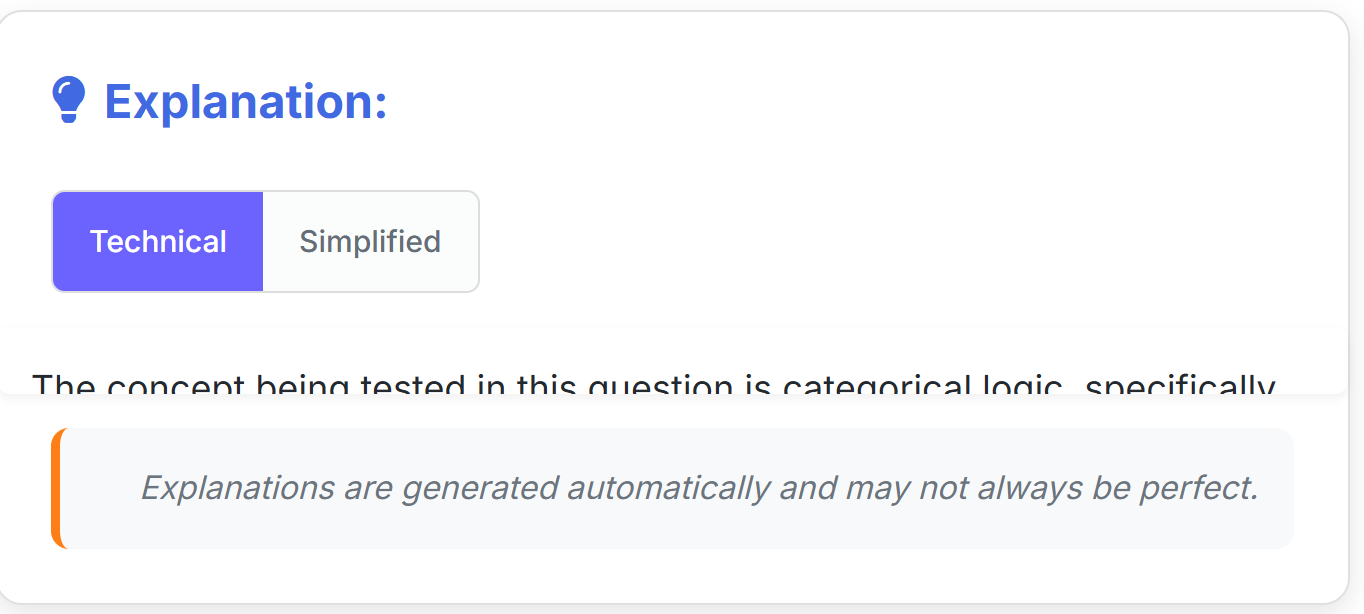 Explanation:
Technical
Simplified
The concept being tested in this question is categorical logic, specifically
Explanations are generated automatically and may not always be perfect.